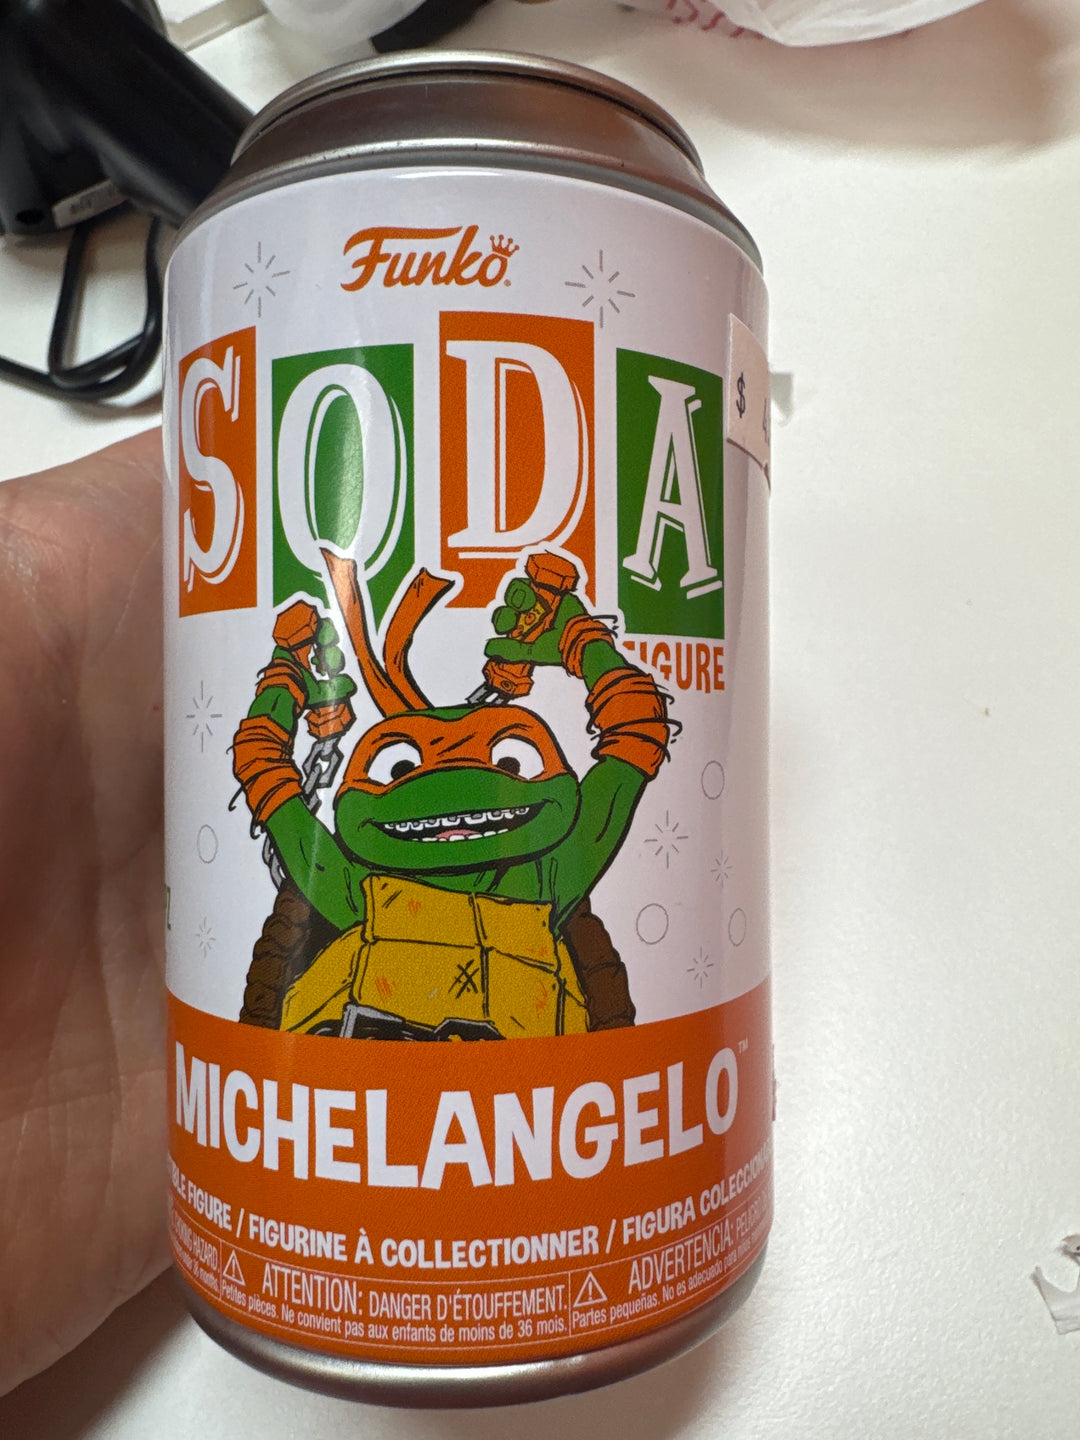 Funko
SODA
FIGURE
$
MICHELANGELO™
FIGURE / FIGURINE À COLLECTIONNER / FIGURA
ATTENTION: DANGER D'ÉTOUFFEMENT.
Petites pièces. Ne convient pas aux enfants de moins de 36 mois.
ADVERTENCIA:
Partes pequeñas. No es adecuado para